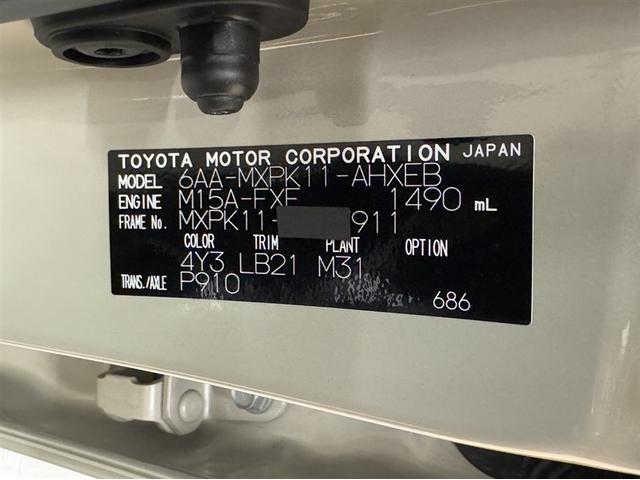 TOYOTA MOTOR CORPORATION JAPAN
MODEL 6AA-MXPK11-AHXEB
ENGINE M15A-FXE 1490 mL
FRAME No. MXPK11- 911
COLOR TRIM PLANT OPTION
4Y3 LB21 M31
TRANS./AXLE P910
686